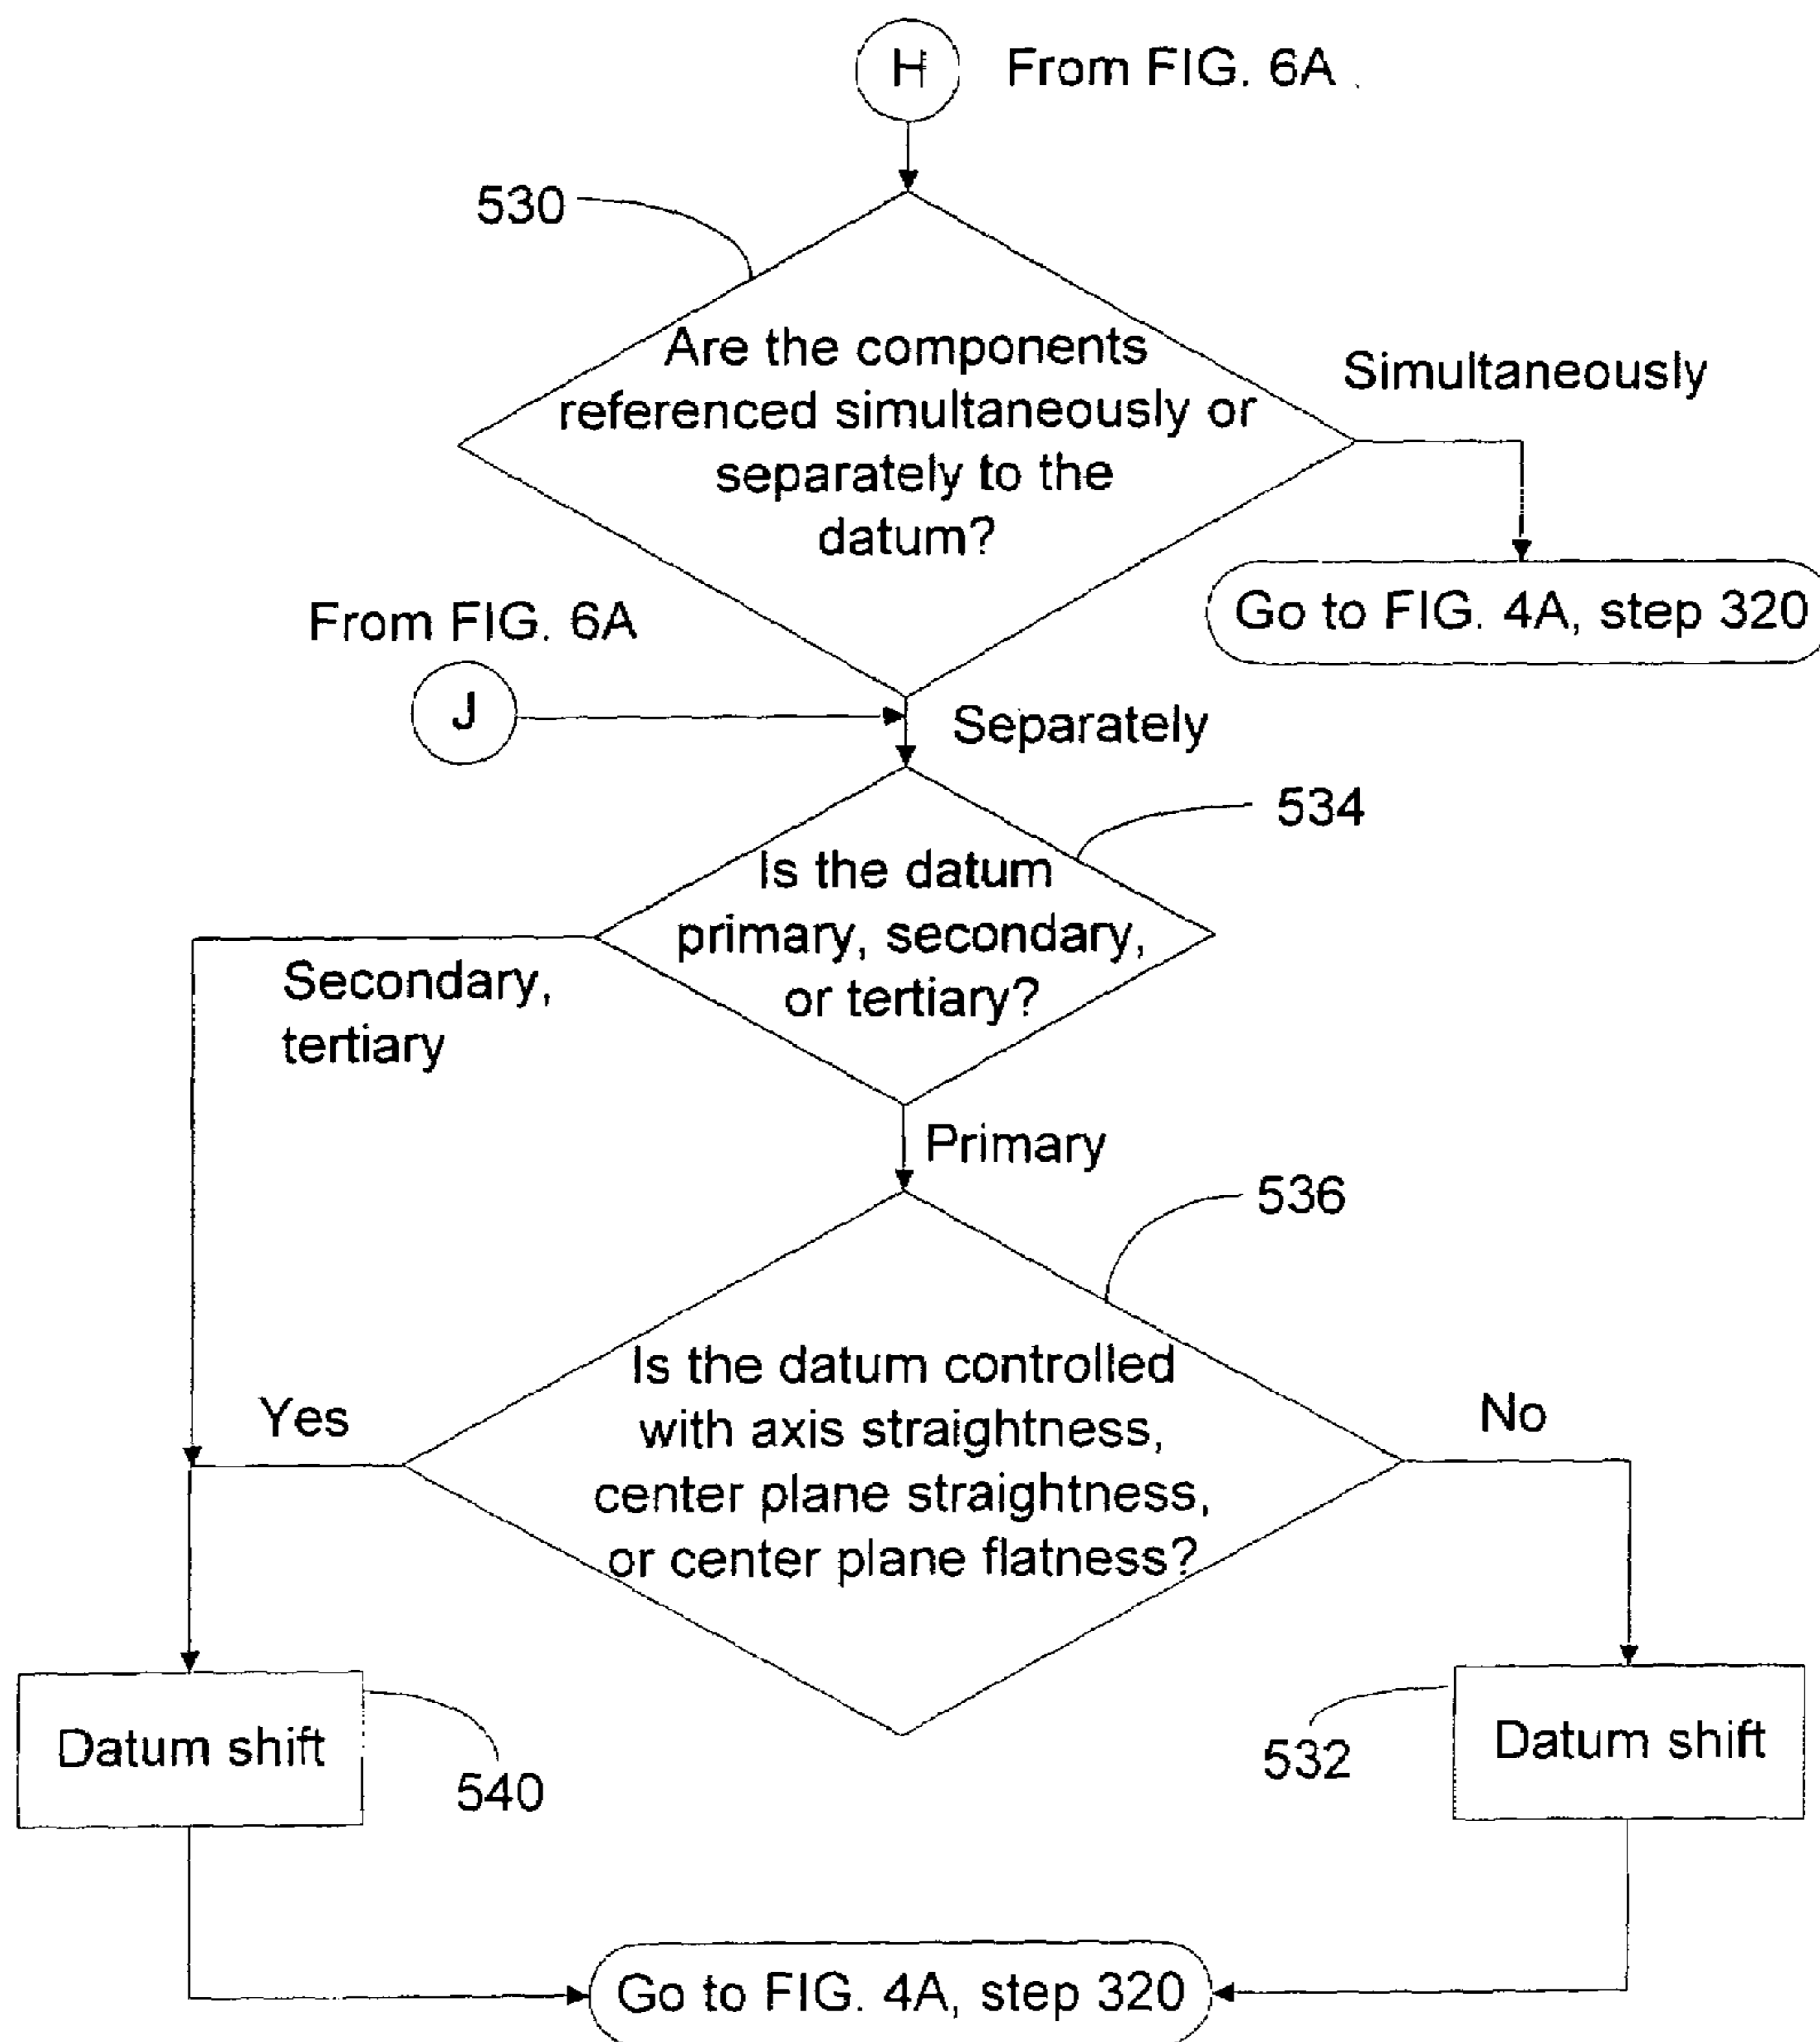 H
From FIG. 6A
530
Are the components
referenced simultaneously or
separately to the
datum?
Simultaneously
Go to FIG. 4A, step 320
From FIG. 6A
J
Separately
534
Is the datum
primary, secondary,
or tertiary?
Secondary,
tertiary
Primary
536
Is the datum controlled
with axis straightness,
center plane straightness,
or center plane flatness?
Yes
No
Datum shift
540
532
Datum shift
Go to FIG. 4A, step 320